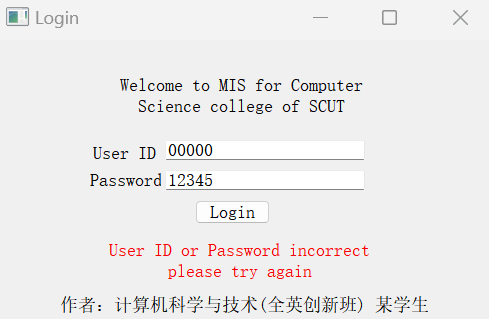 Login
Welcome to MIS for Computer
Science college of SCUT
User ID 00000
Password 12345
Login
User ID or Password incorrect
please try again
作者：计算机科学与技术(全英创新班) 某学生